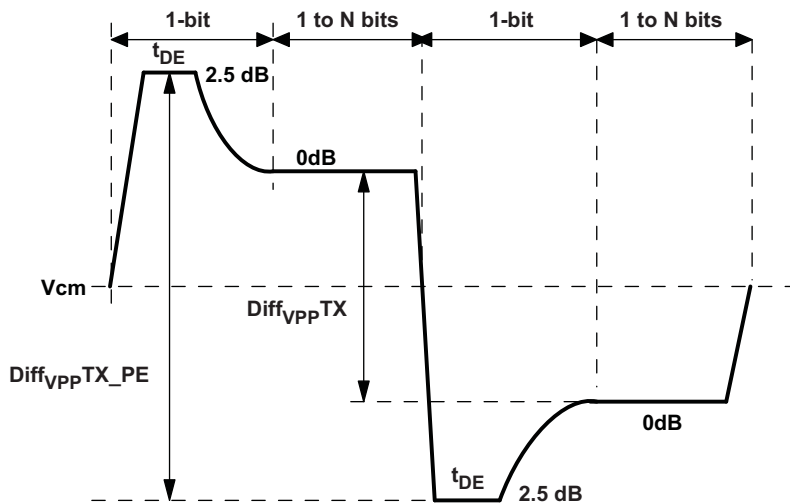 1-bit
1 to N bits
1-bit
1 to N bits
tDE
2.5 dB
0dB
Vcm
DiffVPPTX
DiffVPPTX_PE
0dB
tDE
2.5 dB